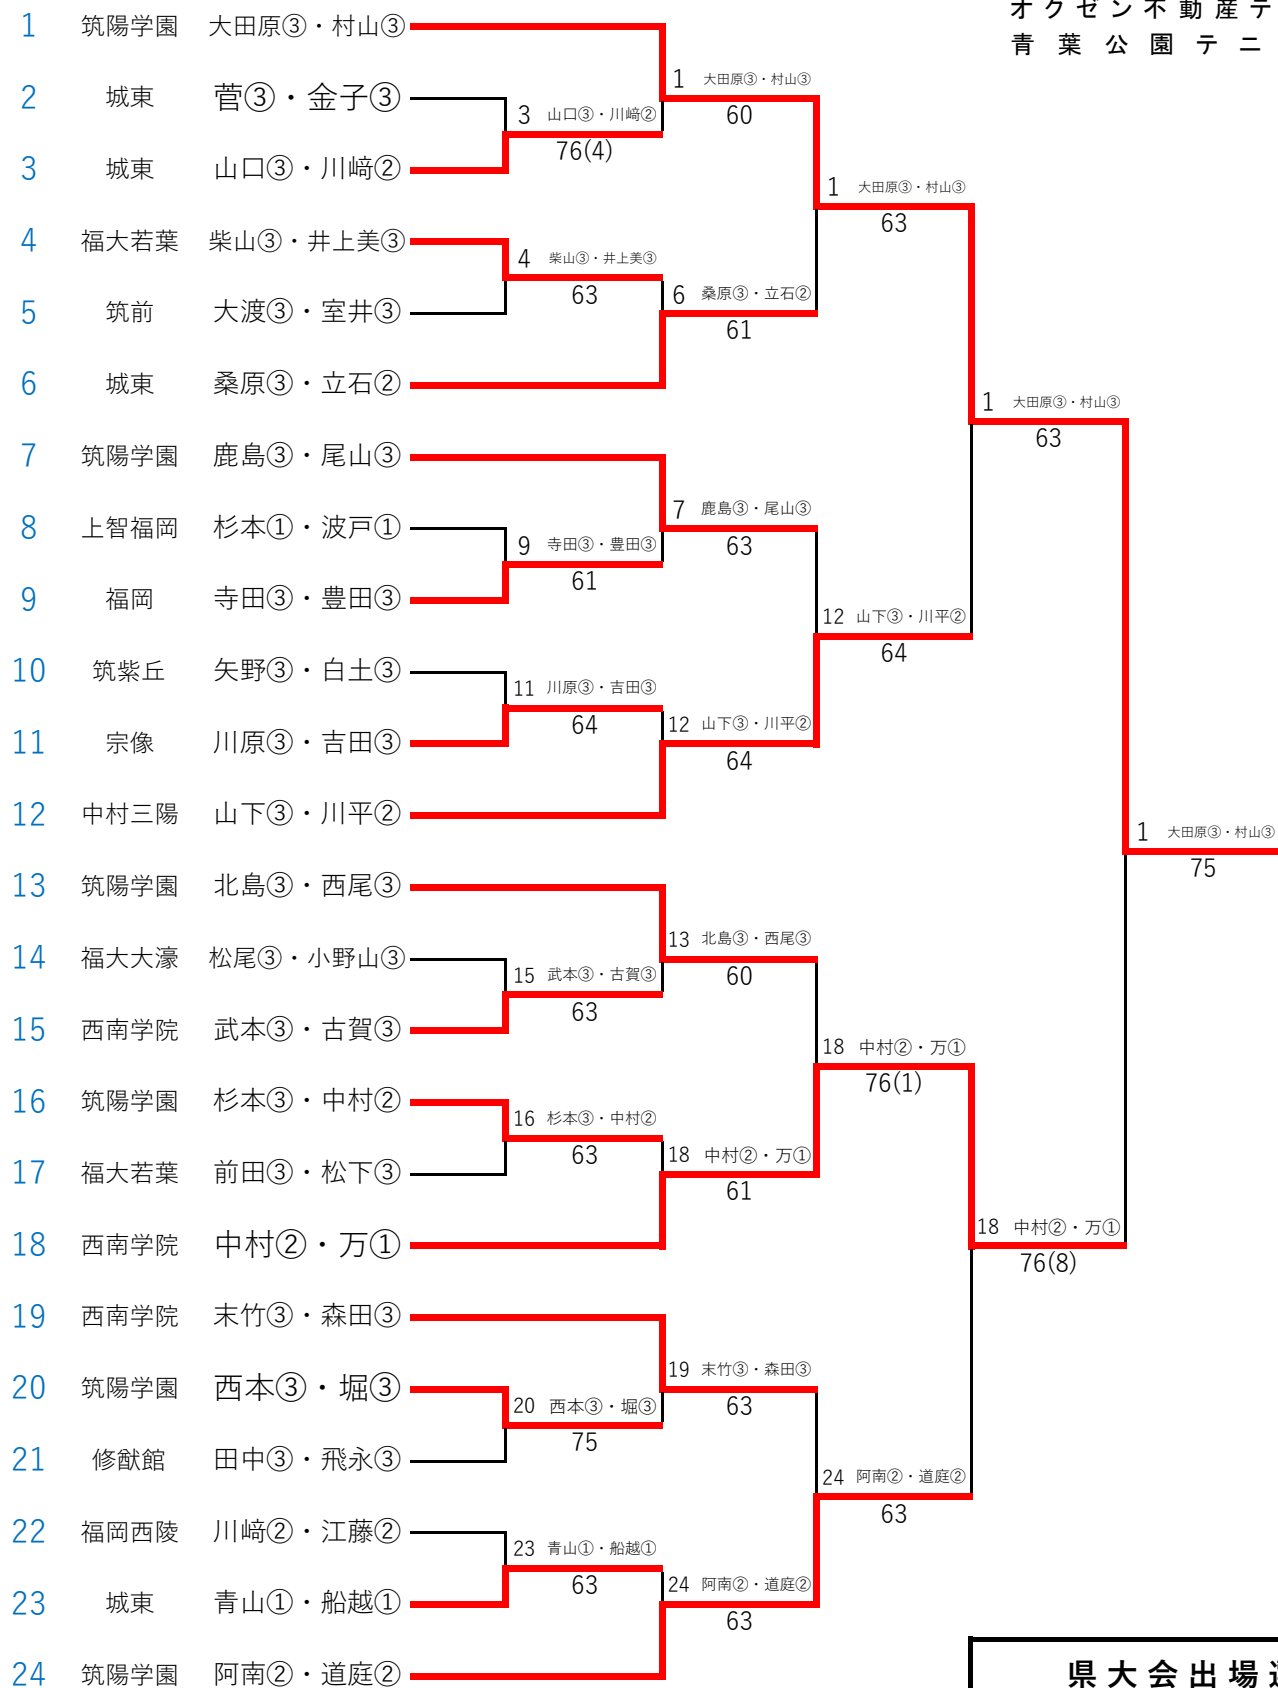 オクゼン不動産テ
青葉公園テニ
1 筑陽学園 大田原③・村山③
2 城東 菅③・金子③
3 城東 山口③・川﨑②
4 福大若葉 柴山③・井上美③
5 筑前 大渡③・室井③
6 城東 桑原③・立石②
7 筑陽学園 鹿島③・尾山③
8 上智福岡 杉本①・波戸①
9 福岡 寺田③・豊田③
10 筑紫丘 矢野③・白土③
11 宗像 川原③・吉田③
12 中村三陽 山下③・川平②
13 筑陽学園 北島③・西尾③
14 福大大濠 松尾③・小野山③
15 西南学院 武本③・古賀③
16 筑陽学園 杉本③・中村②
17 福大若葉 前田③・松下③
18 西南学院 中村②・万①
19 西南学院 末竹③・森田③
20 筑陽学園 西本③・堀③
21 修猷館 田中③・飛永③
22 福岡西陵 川﨑②・江藤②
23 城東 青山①・船越①
24 筑陽学園 阿南②・道庭②
3 山口③・川﨑②
76(4)
4 柴山③・井上美③
63
9 寺田③・豊田③
61
11 川原③・吉田③
64
15 武本③・古賀③
63
16 杉本③・中村②
63
20 西本③・堀③
75
23 青山①・船越①
63
1 大田原③・村山③
60
6 桑原③・立石②
61
7 鹿島③・尾山③
63
12 山下③・川平②
64
13 北島③・西尾③
60
18 中村②・万①
61
19 末竹③・森田③
63
24 阿南②・道庭②
63
1 大田原③・村山③
63
12 山下③・川平②
64
18 中村②・万①
76(1)
24 阿南②・道庭②
63
1 大田原③・村山③
63
18 中村②・万①
76(8)
1 大田原③・村山③
75
県大会出場選